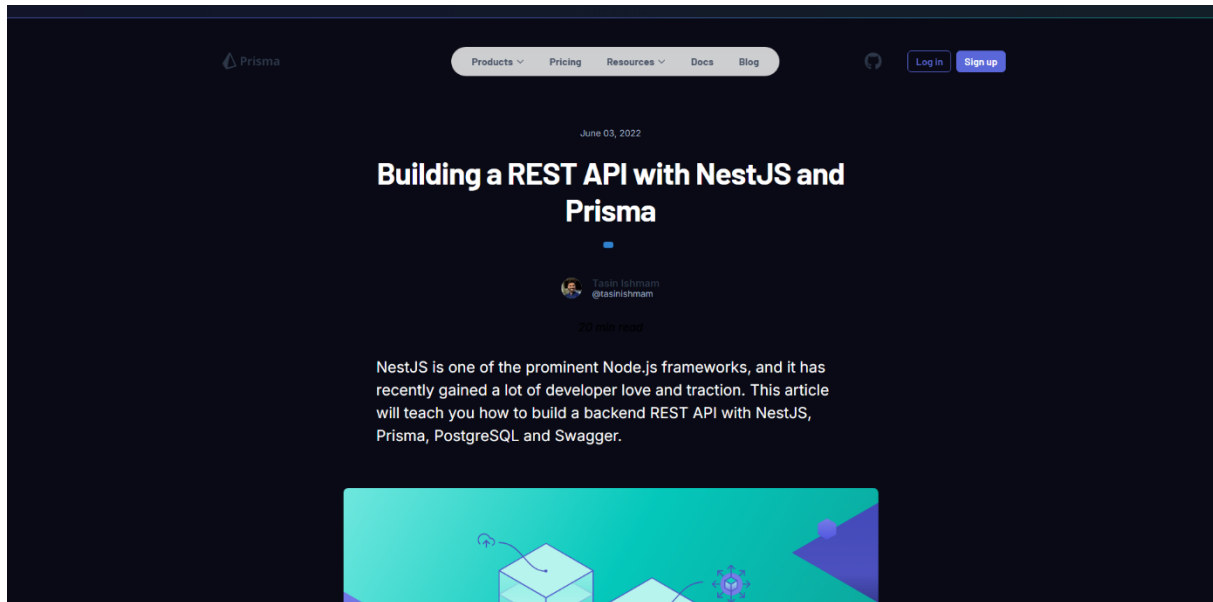 Prisma
Products Pricing Resources Docs Blog
Log in Sign up
June 03, 2022
Building a REST API with NestJS and
Prisma
Tasin Ishmam
@tasinishmam
20 min read
NestJS is one of the prominent Node.js frameworks, and it has
recently gained a lot of developer love and traction. This article
will teach you how to build a backend REST API with NestJS,
Prisma, PostgreSQL and Swagger.